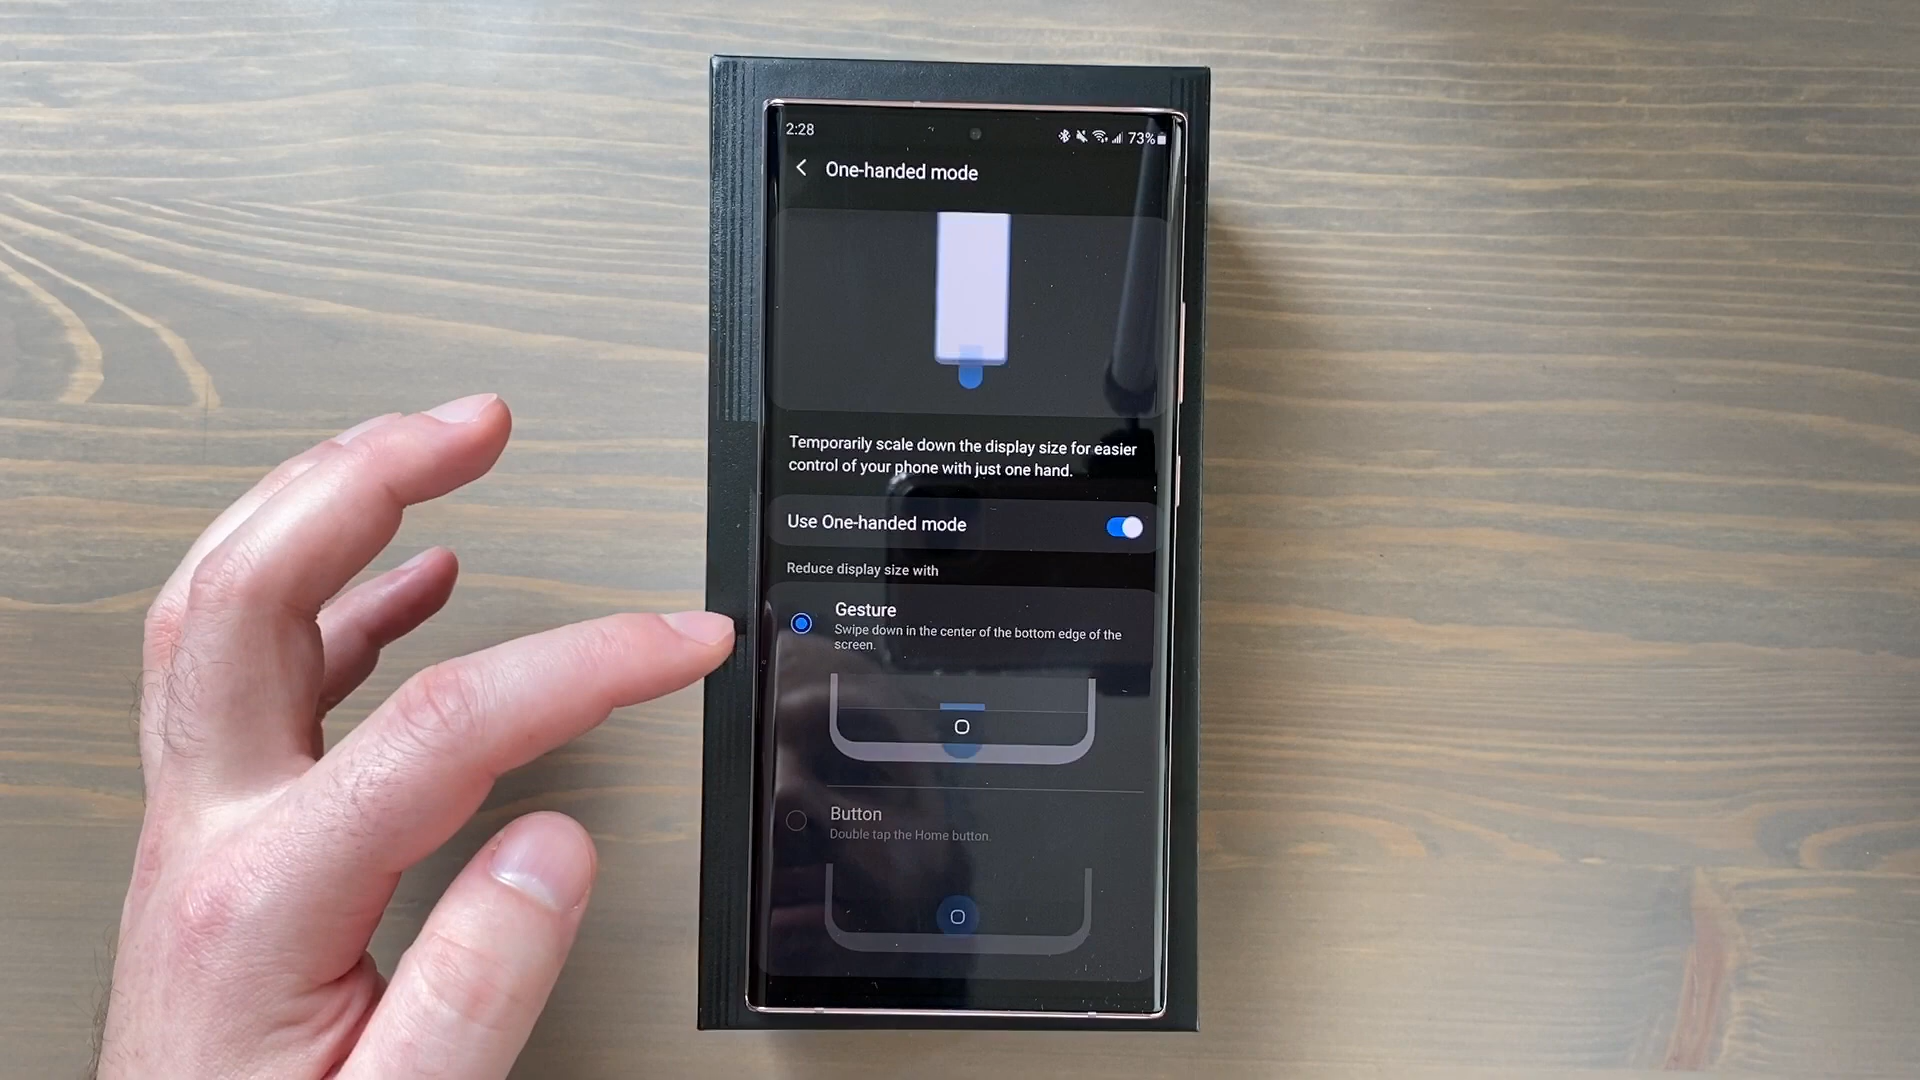 2:28
73%
One-handed mode
Temporarily scale down the display size for easier
control of your phone with just one hand.
Use One-handed mode
Reduce display size with
Gesture
Swipe down in the center of the bottom edge of the
screen.
Button
Double tap the Home button.